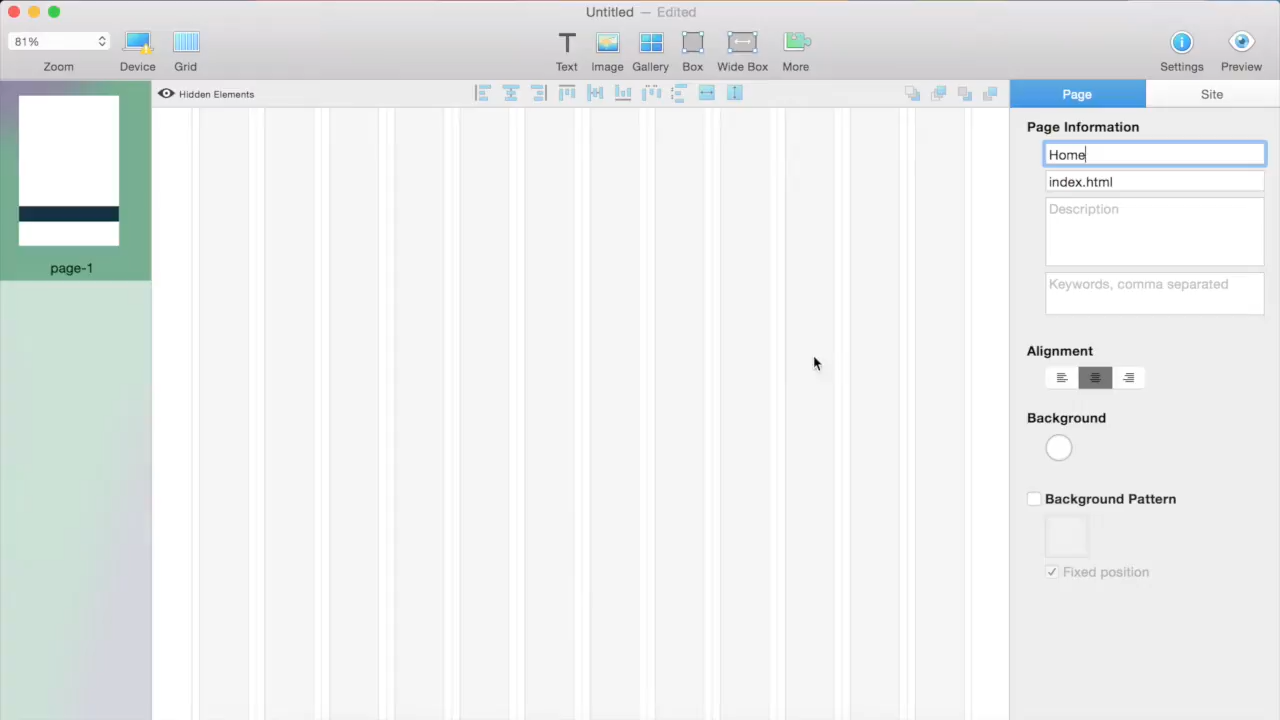 Untitled — Edited
81%
Zoom
Device
Grid
Text
Image
Gallery
Box
Wide Box
More
Settings
Preview
Hidden Elements
Page
Site
page-1
Page Information
Home
index.html
Description
Keywords, comma separated
Alignment
Background
Background Pattern
Fixed position